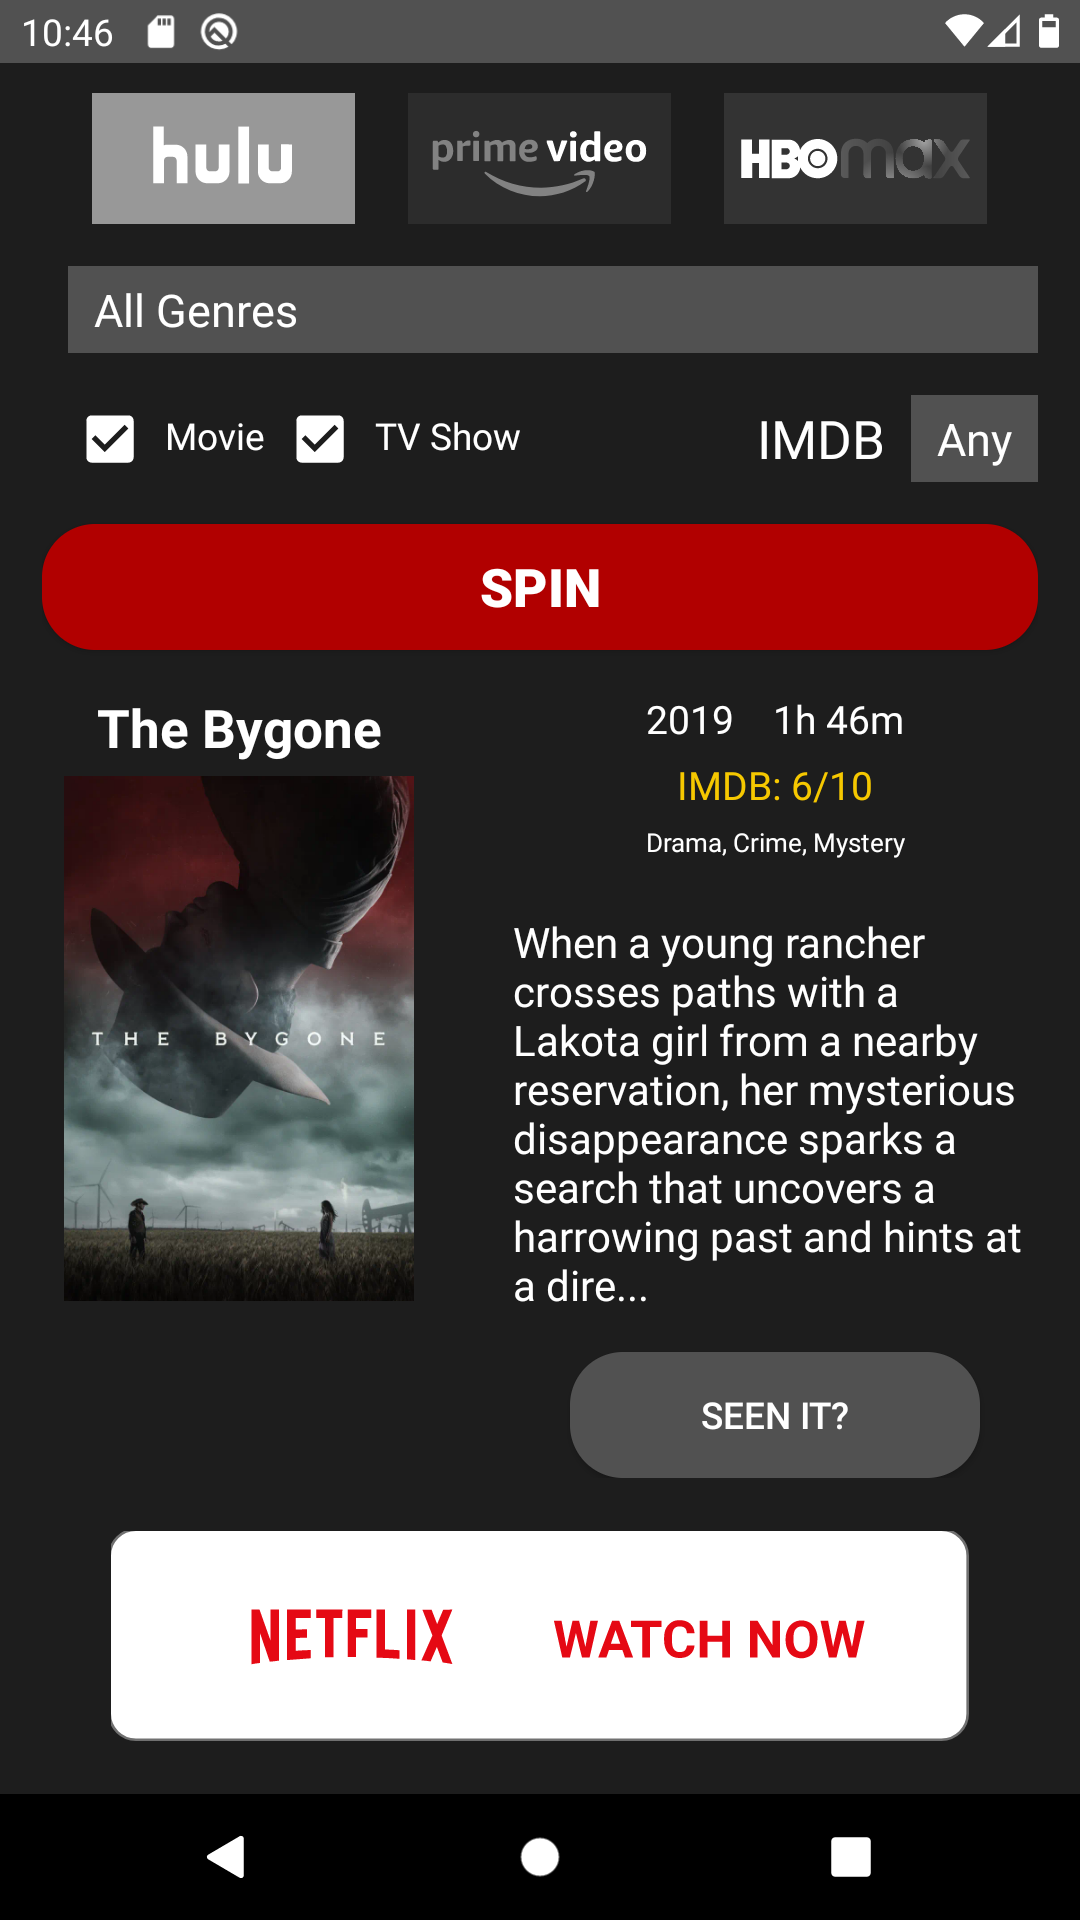 10:46
hulu
prime video
HBOmax
All Genres
Movie
TV Show
IMDB
Any
SPIN
The Bygone
2019
1h 46m
IMDB: 6/10
Drama, Crime, Mystery
THE BYGONE
When a young rancher
crosses paths with a
Lakota girl from a nearby
reservation, her mysterious
disappearance sparks a
search that uncovers a
harrowing past and hints at
a dire...
SEEN IT?
NETFLIX
WATCH NOW